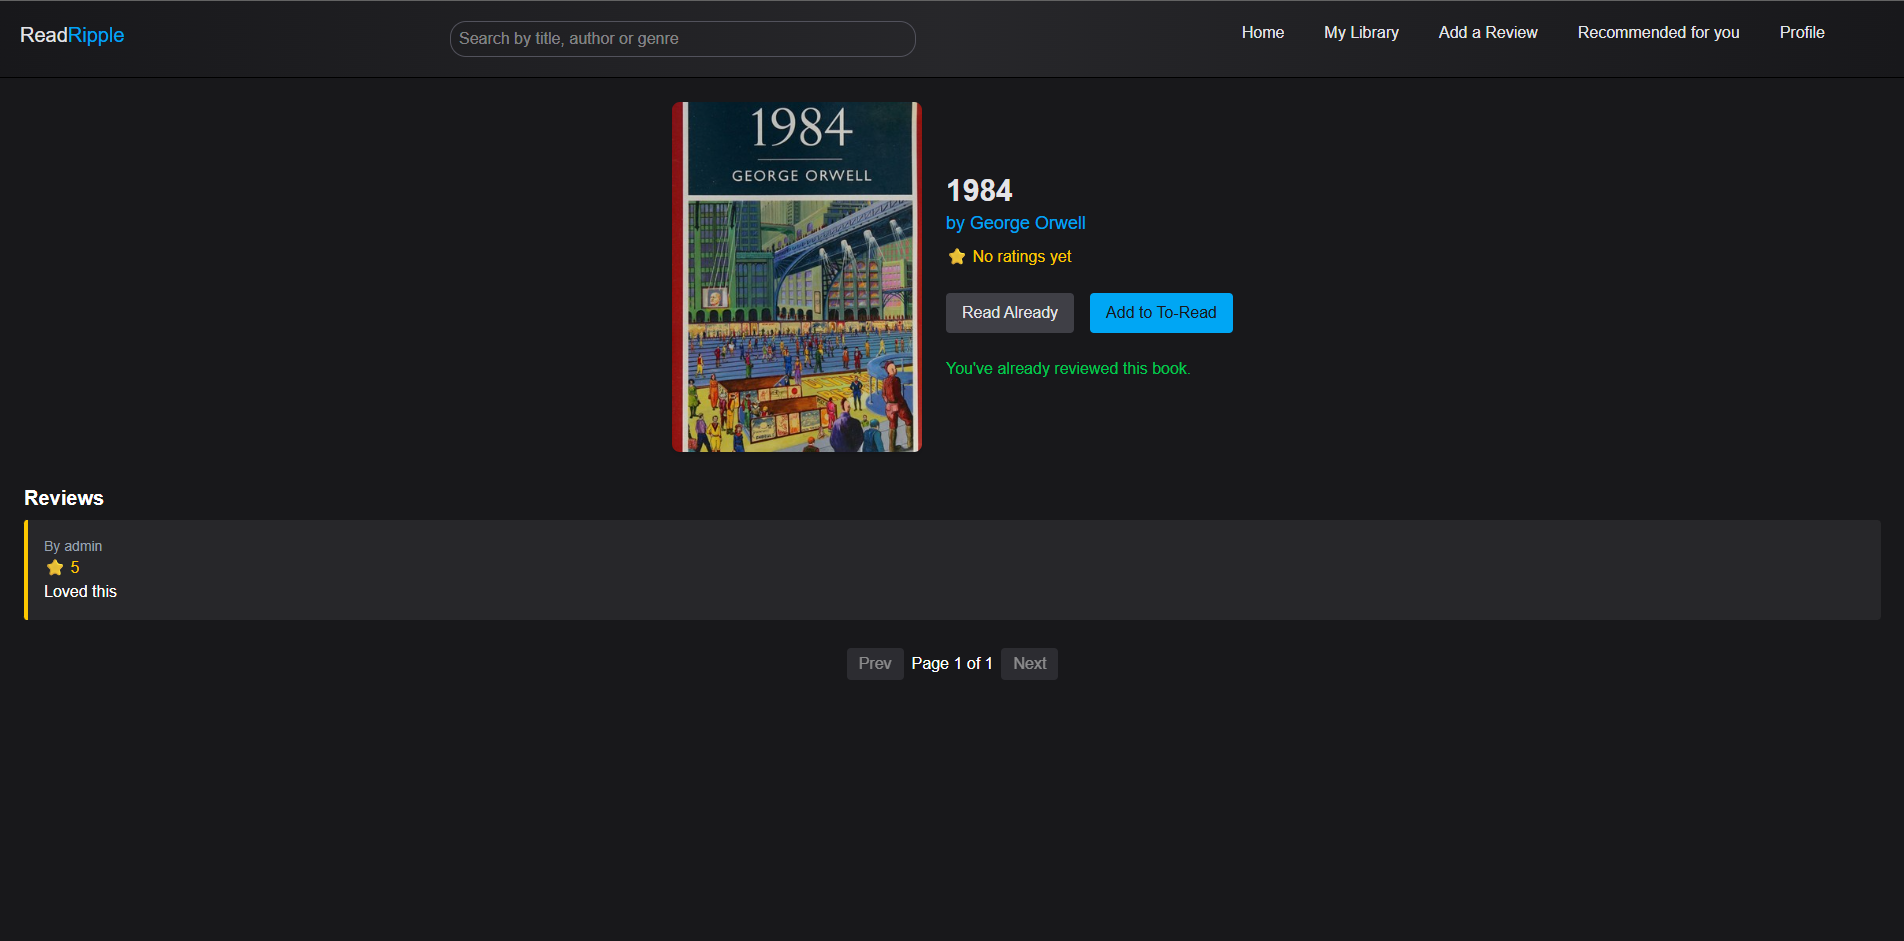 ReadRipple
Search by title, author or genre
Home My Library Add a Review Recommended for you Profile
1984
GEORGE ORWELL
1984
by George Orwell
No ratings yet
Read Already Add to To-Read
You've already reviewed this book.
Reviews
By admin
5
Loved this
Prev Page 1 of 1 Next